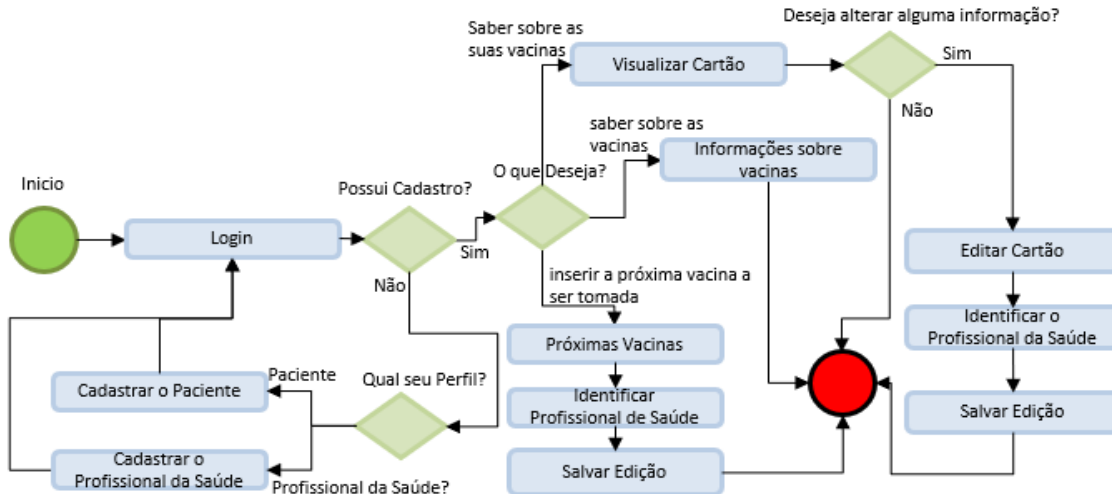 Deseja alterar alguma informação?
Saber sobre as
suas vacinas
Visualizar Cartão
Sim
Não
saber sobre as
vacinas
Informações sobre
vacinas
O que Deseja?
Inicio
Possui Cadastro?
Login
Sim
Não
Editar Cartão
inserir a próxima vacina a
ser tomada
Identificar o
Profissional da Saúde
Próximas Vacinas
Paciente
Qual seu Perfil?
Cadastrar o Paciente
Identificar
Profissional de Saúde
Salvar Edição
Cadastrar o
Profissional da Saúde
Profissional da Saúde?
Salvar Edição